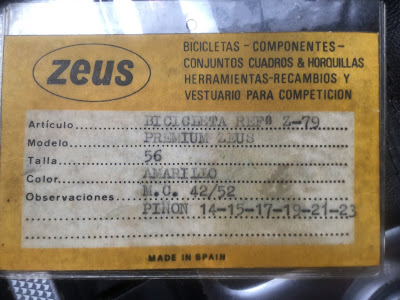 zeus
BICICLETAS - COMPONENTES -
CONJUNTOS CUADROS & HORQUILLAS
HERRAMIENTAS-RECAMBIOS Y
VESTUARIO PARA COMPETICION
Artículo BICICLETA REFª Z-79
Modelo PREMIUM ZEUS
Talla 56
Color AMARILLO
Observaciones M.C. 42/52
PIÑON 14-15-17-19-21-23
MADE IN SPAIN